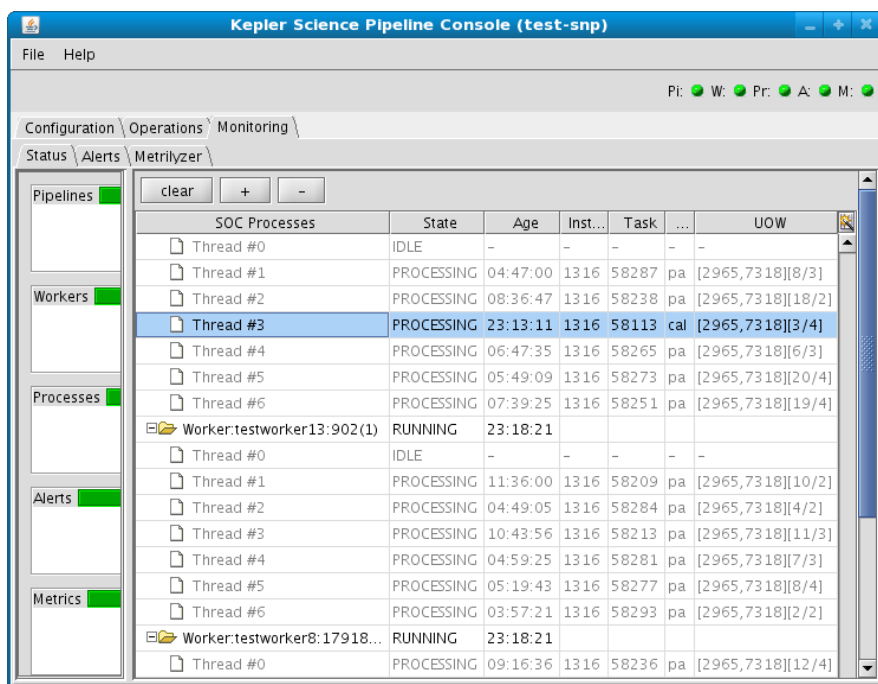 Kepler Science Pipeline Console (test-snp)
File Help
Pi: W: Pr: A: M:
Configuration Operations Monitoring
Status Alerts Metrilyzer
Pipelines
Workers
Processes
Alerts
Metrics
clear + -
SOC Processes State Age Inst... Task ... UOW
Thread #0 IDLE - - - - -
Thread #1 PROCESSING 04:47:00 1316 58287 pa [2965,7318][8/3]
Thread #2 PROCESSING 08:36:47 1316 58238 pa [2965,7318][18/2]
Thread #3 PROCESSING 23:13:11 1316 58113 cal [2965,7318][3/4]
Thread #4 PROCESSING 06:47:35 1316 58265 pa [2965,7318][6/3]
Thread #5 PROCESSING 05:49:09 1316 58273 pa [2965,7318][20/4]
Thread #6 PROCESSING 07:39:25 1316 58251 pa [2965,7318][19/4]
Worker:testworker13:902(1) RUNNING 23:18:21
Thread #0 IDLE - - - - -
Thread #1 PROCESSING 11:36:00 1316 58209 pa [2965,7318][10/2]
Thread #2 PROCESSING 04:49:05 1316 58284 pa [2965,7318][4/2]
Thread #3 PROCESSING 10:43:56 1316 58213 pa [2965,7318][11/3]
Thread #4 PROCESSING 04:59:25 1316 58281 pa [2965,7318][7/3]
Thread #5 PROCESSING 05:19:43 1316 58277 pa [2965,7318][8/4]
Thread #6 PROCESSING 03:57:21 1316 58293 pa [2965,7318][2/2]
Worker:testworker8:17918... RUNNING 23:18:21
Thread #0 PROCESSING 09:16:36 1316 58236 pa [2965,7318][12/4]